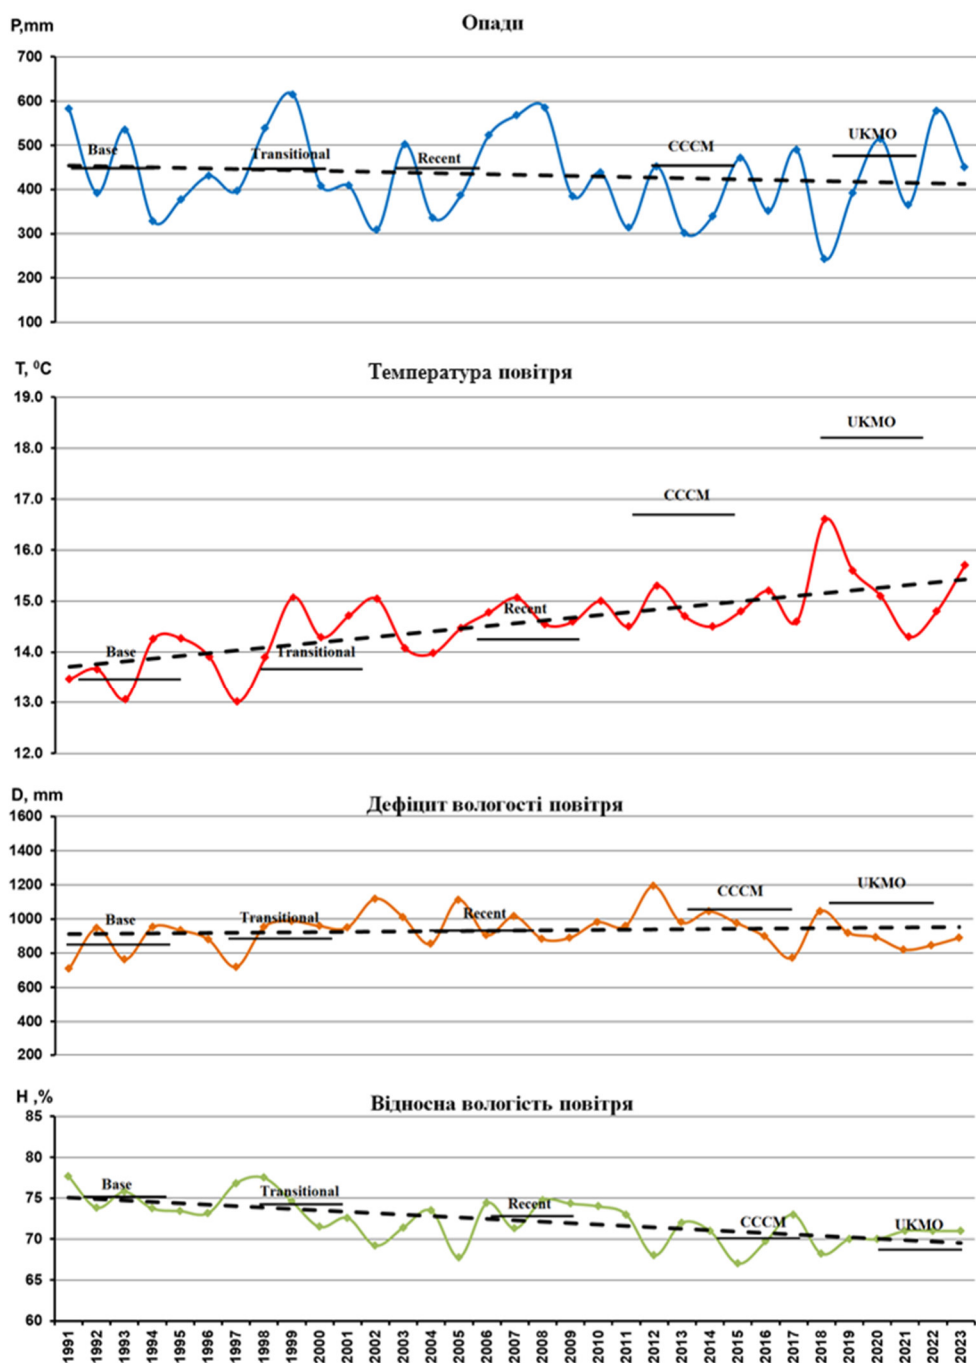 P,mm
Опади
700
600
500
400
300
200
100
Base
Transitional
Recent
CCCM
UKMO
T, ⁰C
Температура повітря
19.0
18.0
17.0
16.0
15.0
14.0
13.0
12.0
Base
Transitional
Recent
CCCM
UKMO
D, mm
Дефіцит вологості повітря
1600
1400
1200
1000
800
600
400
200
Base
Transitional
Recent
CCCM
UKMO
H ,%
Відносна вологість повітря
85
80
75
70
65
60
Base
Transitional
Recent
CCCM
UKMO
1991
1992
1993
1994
1995
1996
1997
1998
1999
2000
2001
2002
2003
2004
2005
2006
2007
2008
2009
2010
2011
2012
2013
2014
2015
2016
2017
2018
2019
2020
2021
2022
2023